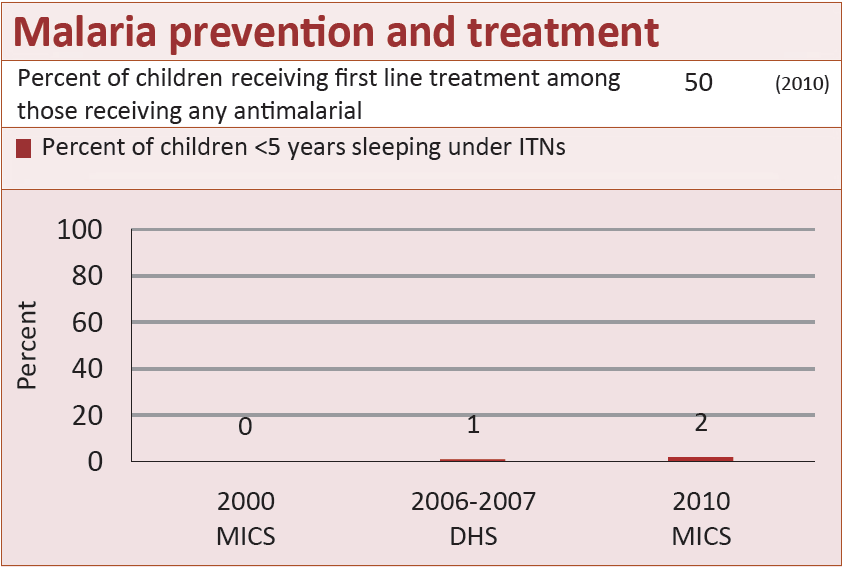 Malaria prevention and treatment
Percent of children receiving first line treatment among 50 (2010)
those receiving any antimalarial
Percent of children <5 years sleeping under ITNs
Percent
100
80
60
40
20
0
0 1 2
2000 2006-2007 2010
MICS DHS MICS